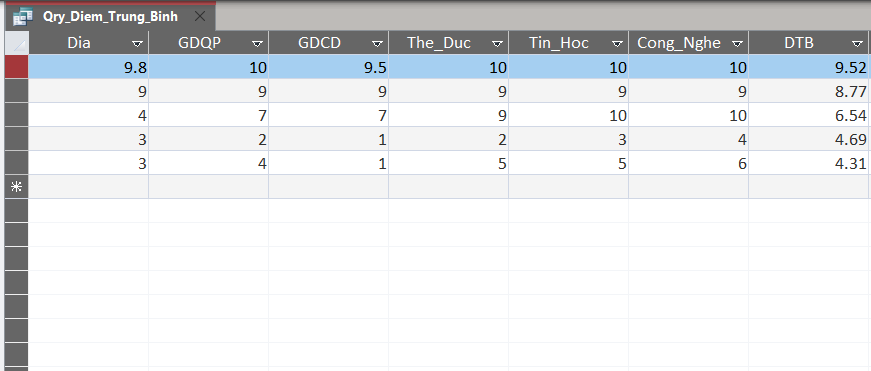 Qry_Diem_Trung_Binh
Dia GDQP GDCD The_Duc Tin_Hoc Cong_Nghe DTB
9.8 10 9.5 10 10 10 9.52
9 9 9 9 9 9 8.77
4 7 7 9 10 10 6.54
3 2 1 2 3 4 4.69
3 4 1 5 5 6 4.31